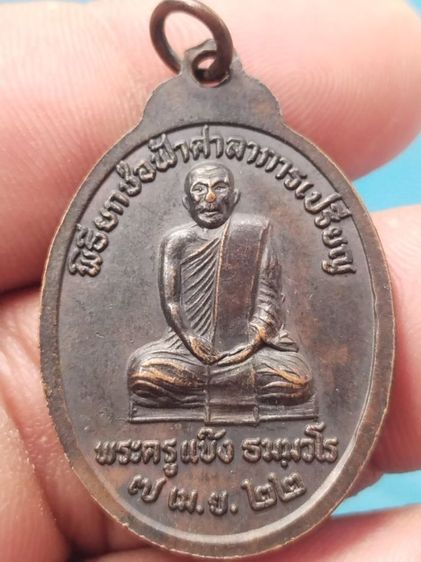 พิธียกช่อฟ้าศาลาการเปรียญ
พระครูแข๊ง ธมฺมวโร
๗ เม.ย. ๒๒